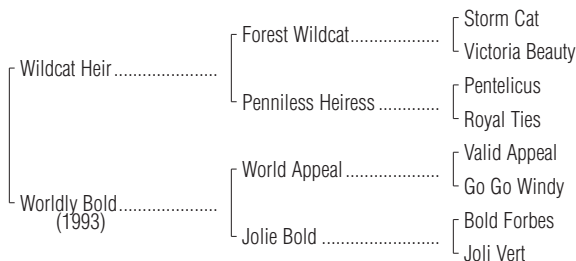 Storm Cat
Forest Wildcat....................
Victoria Beauty
Wildcat Heir.......................
Pentelicus
Penniless Heiress .............
Royal Ties
Valid Appeal
World Appeal .....................
Go Go Windy
Worldly Bold......................
(1993)
Bold Forbes
Jolie Bold ..........................
Joli Vert